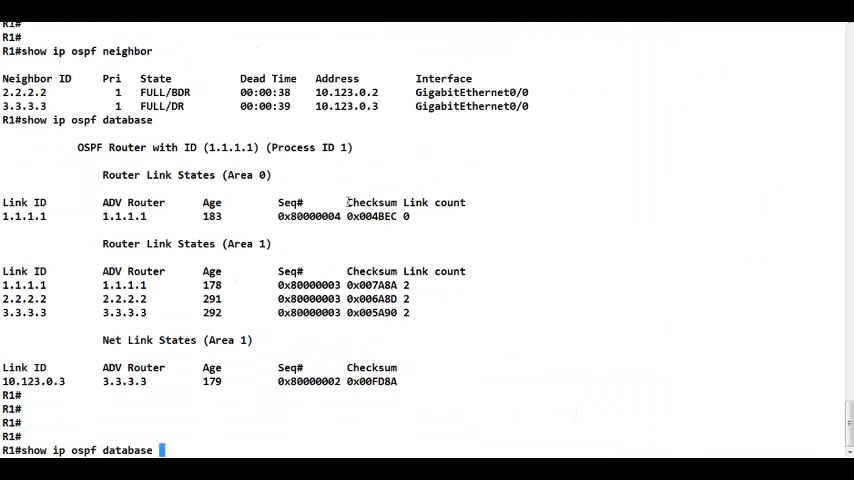 R1#
R1#
R1#show ip ospf neighbor
Neighbor ID Pri State Dead Time Address Interface
2.2.2.2 1 FULL/BDR 00:00:38 10.123.0.2 GigabitEthernet0/0
3.3.3.3 1 FULL/DR 00:00:39 10.123.0.3 GigabitEthernet0/0
R1#show ip ospf database
OSPF Router with ID (1.1.1.1) (Process ID 1)
Router Link States (Area 0)
Link ID ADV Router Age Seq# Checksum Link count
1.1.1.1 1.1.1.1 183 0x80000004 0x004BEC 0
Router Link States (Area 1)
Link ID ADV Router Age Seq# Checksum Link count
1.1.1.1 1.1.1.1 178 0x80000003 0x007A8A 2
2.2.2.2 2.2.2.2 291 0x80000003 0x006A8D 2
3.3.3.3 3.3.3.3 292 0x80000003 0x005A90 2
Net Link States (Area 1)
Link ID ADV Router Age Seq# Checksum
10.123.0.3 3.3.3.3 179 0x80000002 0x00FD8A
R1#
R1#
R1#
R1#
R1#show ip ospf database